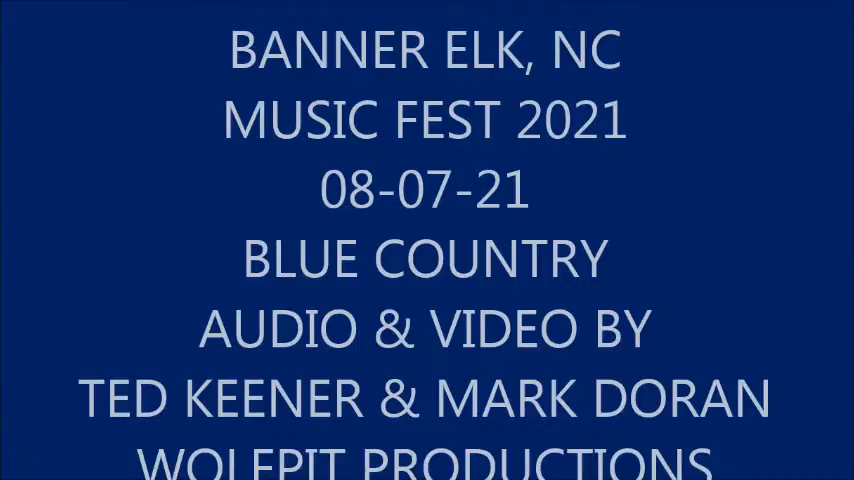 BANNER ELK, NC
MUSIC FEST 2021
08-07-21
BLUE COUNTRY
AUDIO & VIDEO BY
TED KEENER & MARK DORAN
WOLFPIT PRODUCTIONS